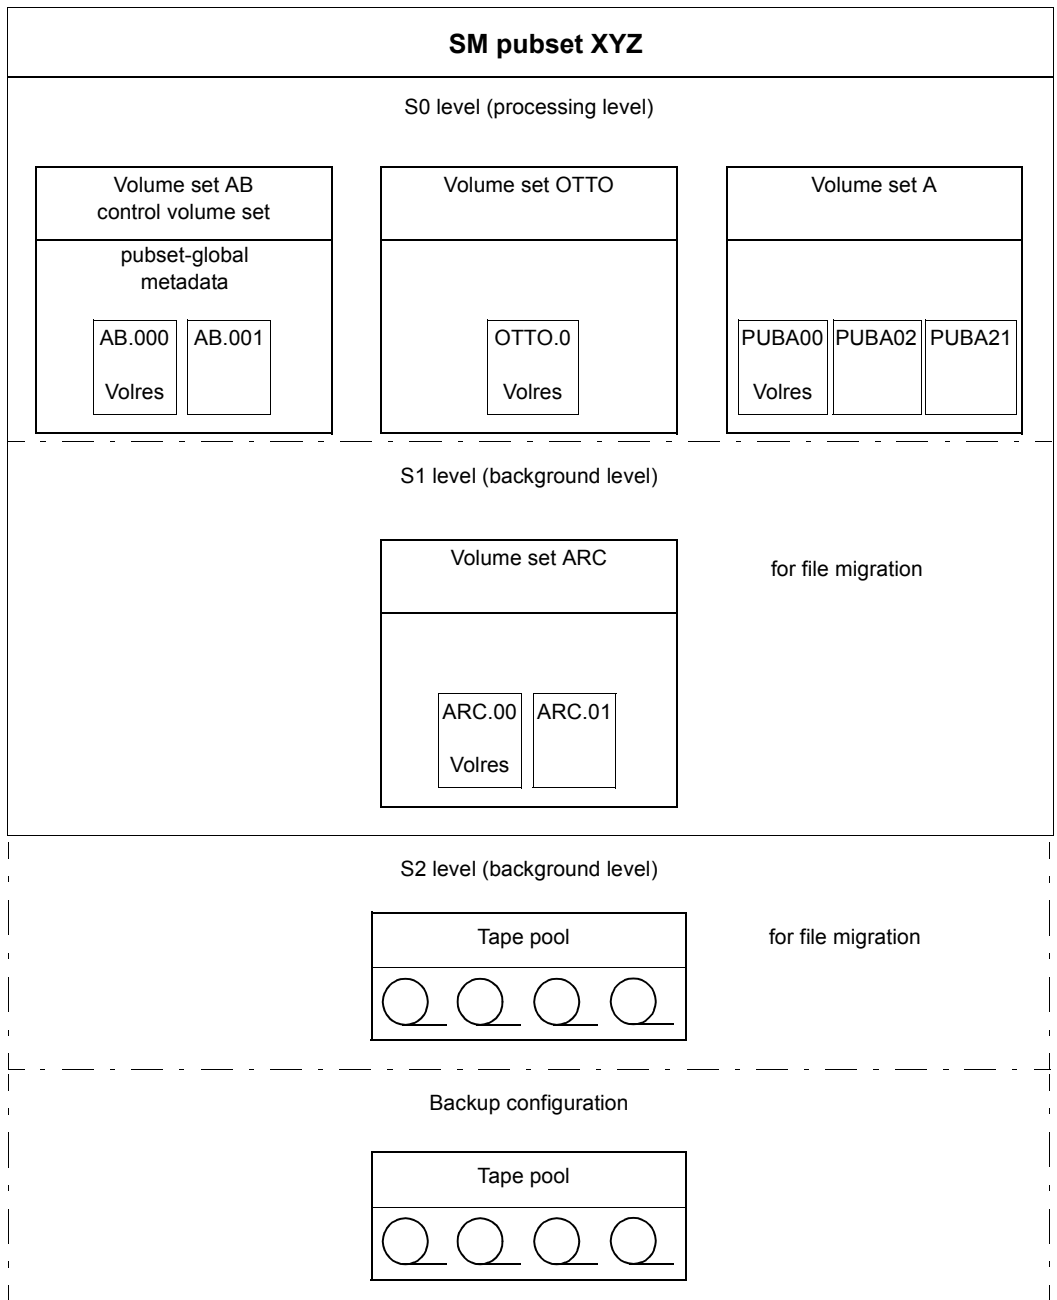 SM pubset XYZ
S0 level (processing level)
Volume set AB
control volume set
pubset-global
metadata
AB.000
Volres
AB.001
Volume set OTTO
OTTO.0
Volres
Volume set A
PUBA00
Volres
PUBA02
PUBA21
S1 level (background level)
Volume set ARC
ARC.00
Volres
ARC.01
for file migration
S2 level (background level)
Tape pool
for file migration
Backup configuration
Tape pool